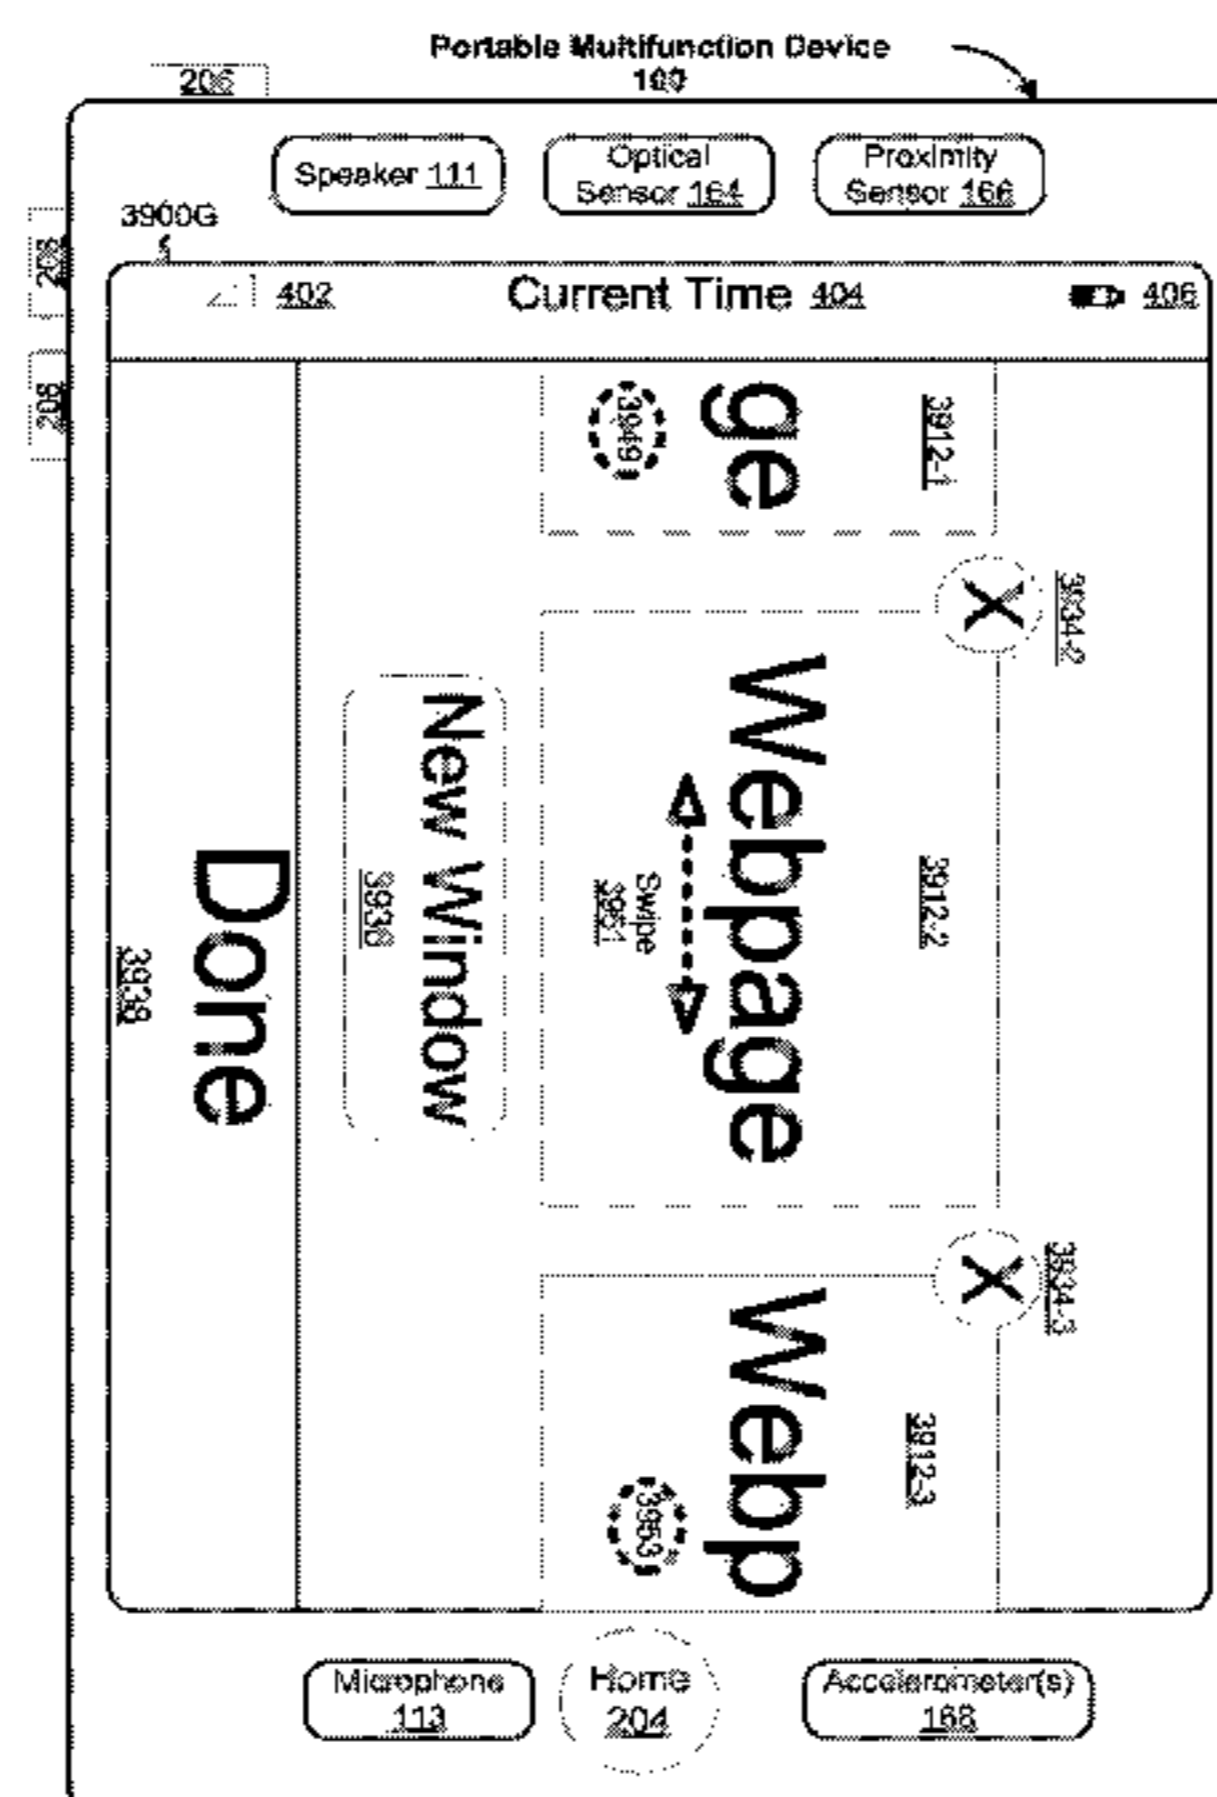 Portable Multifunction Device
100
206
Speaker 111
Optical
Sensor 164
Proximity
Sensor 166
3900G
208
208
402
Current Time 404
406
ge
3949
3912-1
3934-2
Webpage
Swipe
3951
3912-2
New Window
3936
Done
3938
3934-3
Webp
3953
3912-3
Microphone
113
Home
204
Accelerometer(s)
168